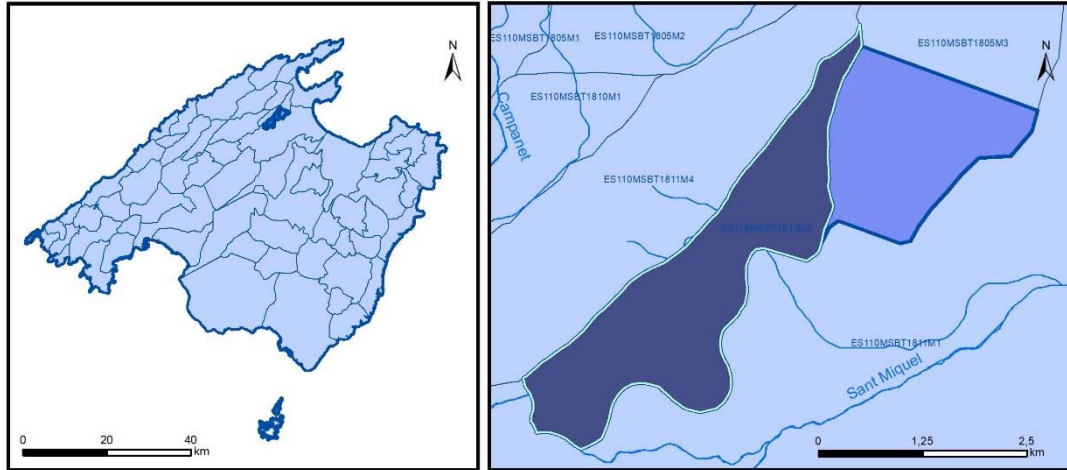 N
0 20 40
km
ES110MSBT1805M1
ES110MSBT1805M2
ES110MSBT1805M3
N
ES110MSBT1810M1
Campanet
ES110MSBT1811M4
ES110MSBT1811M1
Sant Miquel
0 1,25 2,5
km